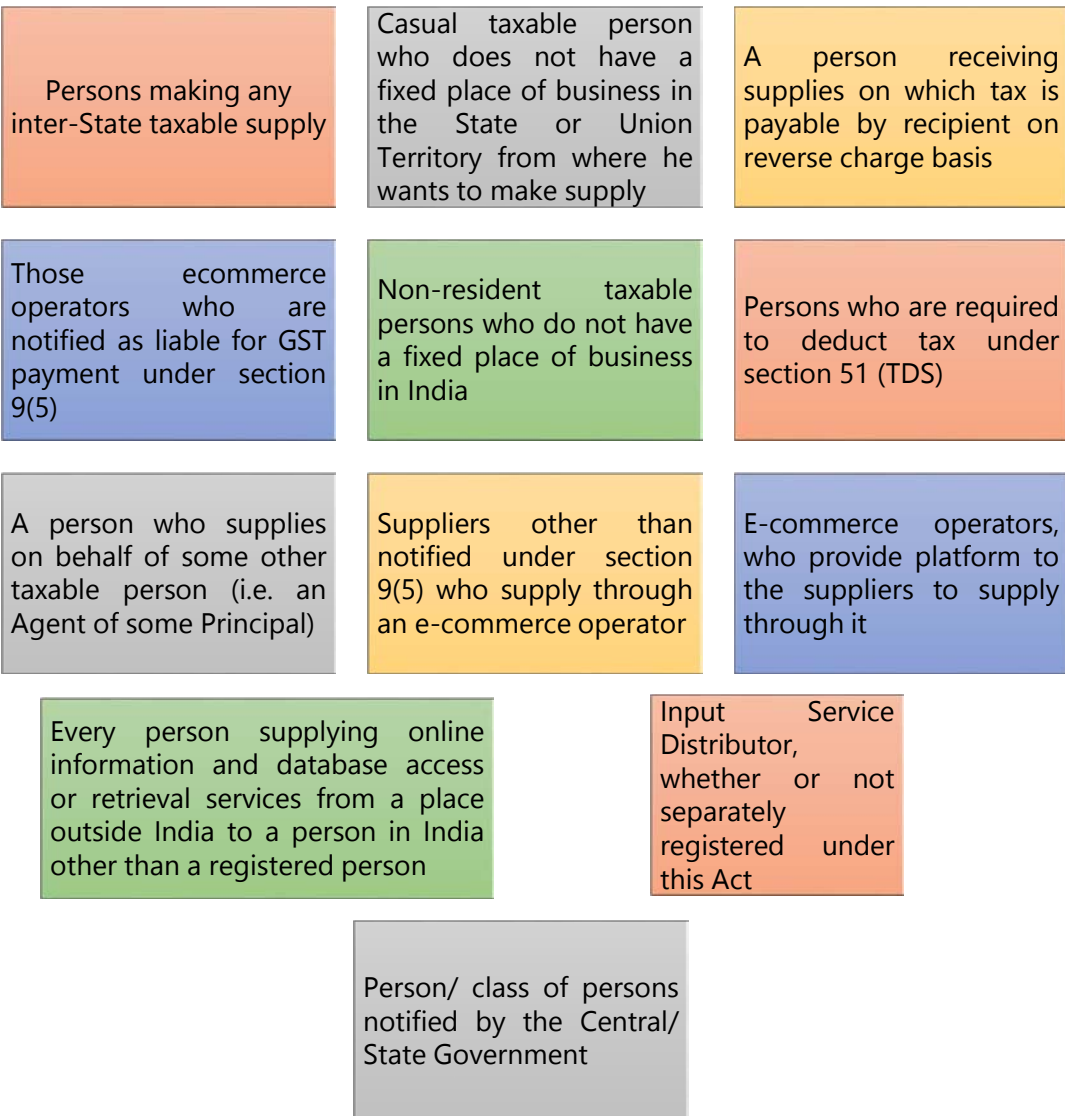 Persons making any
inter-State taxable supply
Casual taxable person
who does not have a
fixed place of business in
the State or Union
Territory from where he
wants to make supply
A person receiving
supplies on which tax is
payable by recipient on
reverse charge basis
Those ecommerce
operators who are
notified as liable for GST
payment under section
9(5)
Non-resident taxable
persons who do not have
a fixed place of business
in India
Persons who are required
to deduct tax under
section 51 (TDS)
A person who supplies
on behalf of some other
taxable person (i.e. an
Agent of some Principal)
Suppliers other than
notified under section
9(5) who supply through
an e-commerce operator
E-commerce operators,
who provide platform to
the suppliers to supply
through it
Every person supplying online
information and database access
or retrieval services from a place
outside India to a person in India
other than a registered person
Input Service
Distributor,
whether or not
separately
registered under
this Act
Person/ class of persons
notified by the Central/
State Government